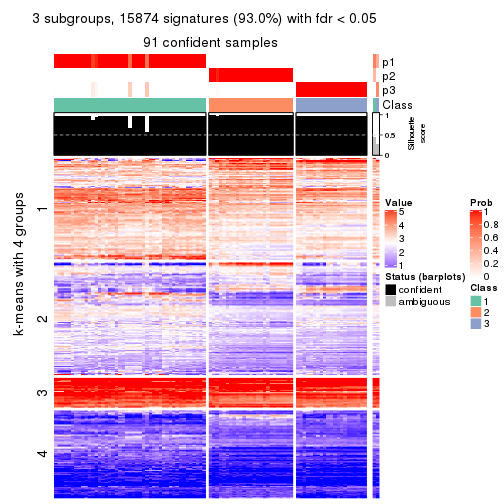 3 subgroups, 15874 signatures (93.0%) with fdr < 0.05
91 confident samples
p1
p2
p3
Class
1
0.5
0
Silhouette
score
k-means with 4 groups
1
2
3
4
Value
5
4
3
2
1
Status (barplots)
confident
ambiguous
Prob
1
0.8
0.6
0.4
0.2
0
Class
1
2
3